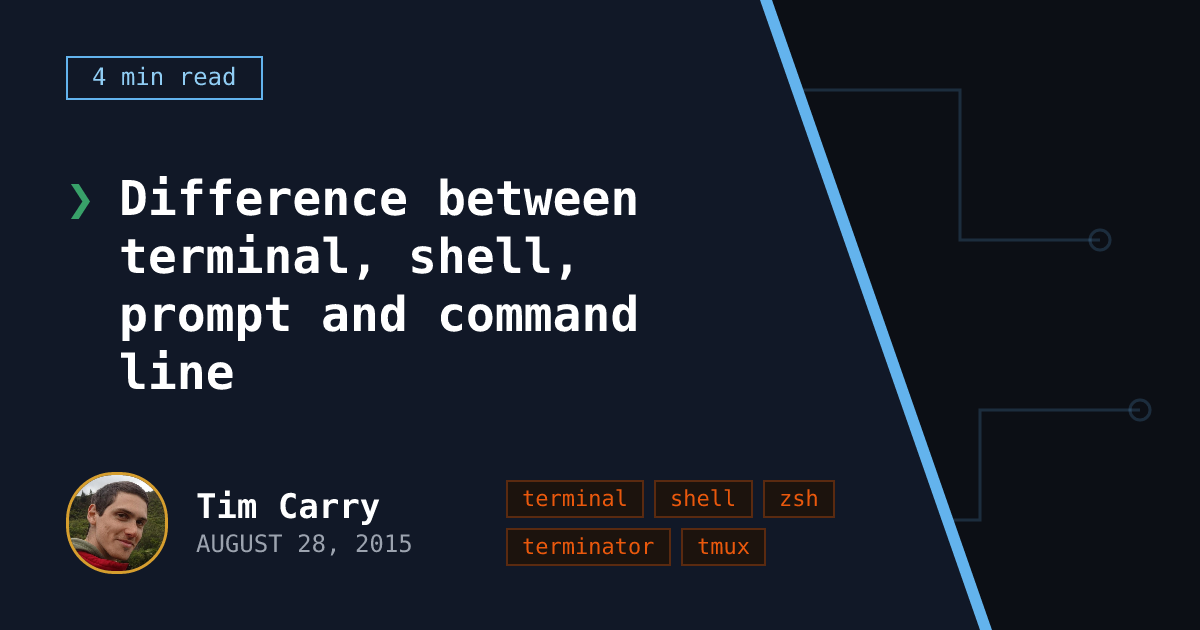 4 min read
❯ Difference between
terminal, shell,
prompt and command
line
Tim Carry
AUGUST 28, 2015
terminal shell zsh
terminator tmux